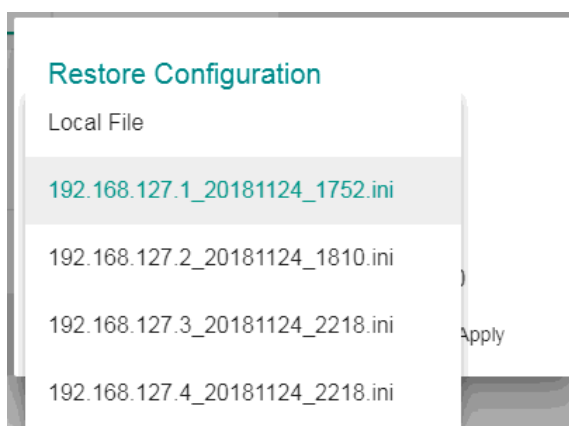 Restore Configuration
Local File
192.168.127.1_20181124_1752.ini
192.168.127.2_20181124_1810.ini
192.168.127.3_20181124_2218.ini
Apply
192.168.127.4_20181124_2218.ini